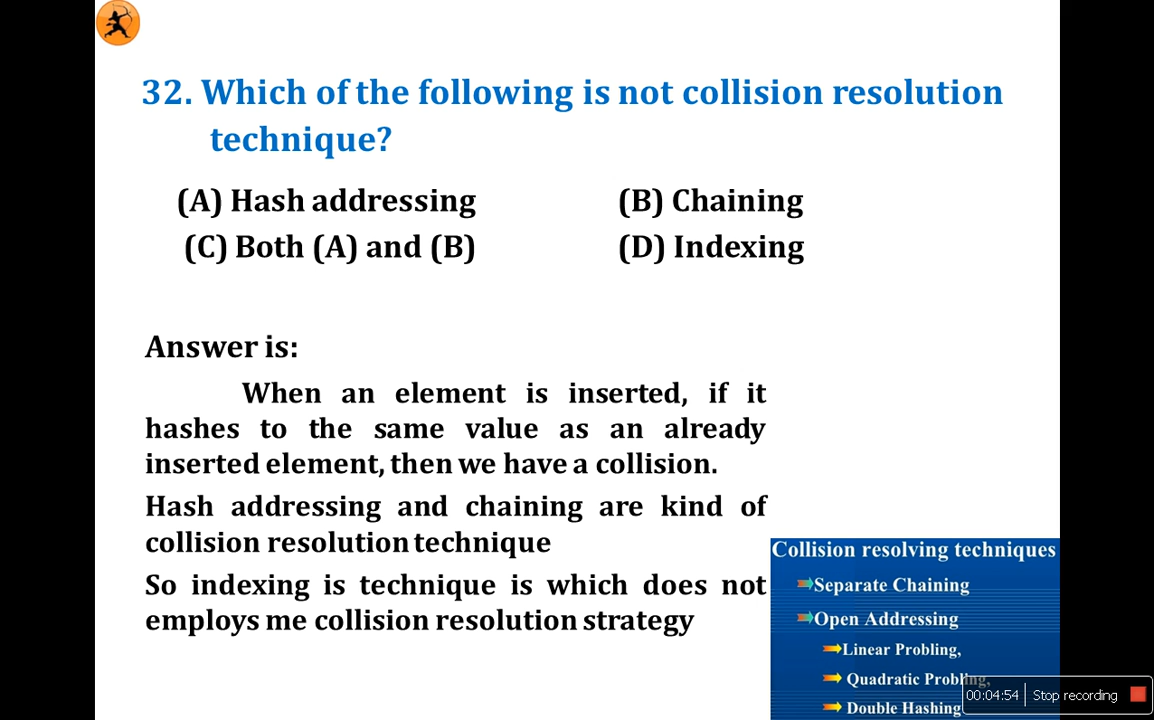 32. Which of the following is not collision resolution
technique?
(A) Hash addressing (B) Chaining
(C) Both (A) and (B) (D) Indexing
Answer is:
When an element is inserted, if it
hashes to the same value as an already
inserted element, then we have a collision.
Hash addressing and chaining are kind of
collision resolution technique
So indexing is technique is which does not
employs me collision resolution strategy
Collision resolving techniques
Separate Chaining
Open Addressing
Linear Probling,
Quadratic Probling,
Double Hashing
00:04:54 Stop recording